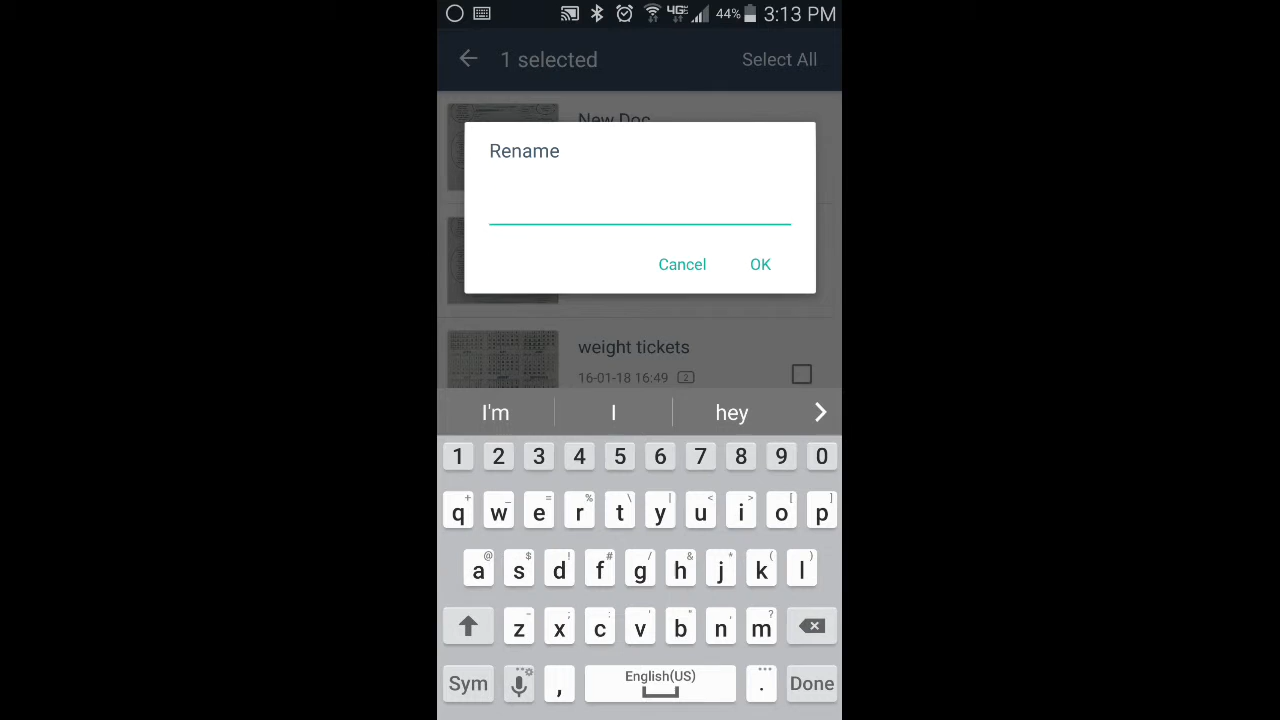 44% 3:13 PM
1 selected Select All
New Doc
Rename
Cancel OK
weight tickets
16-01-18 16:49 2
I'm I hey
1 2 3 4 5 6 7 8 9 0
q w e r t y u i o p
a s d f g h j k l
z x c v b n m
Sym , English(US) . Done